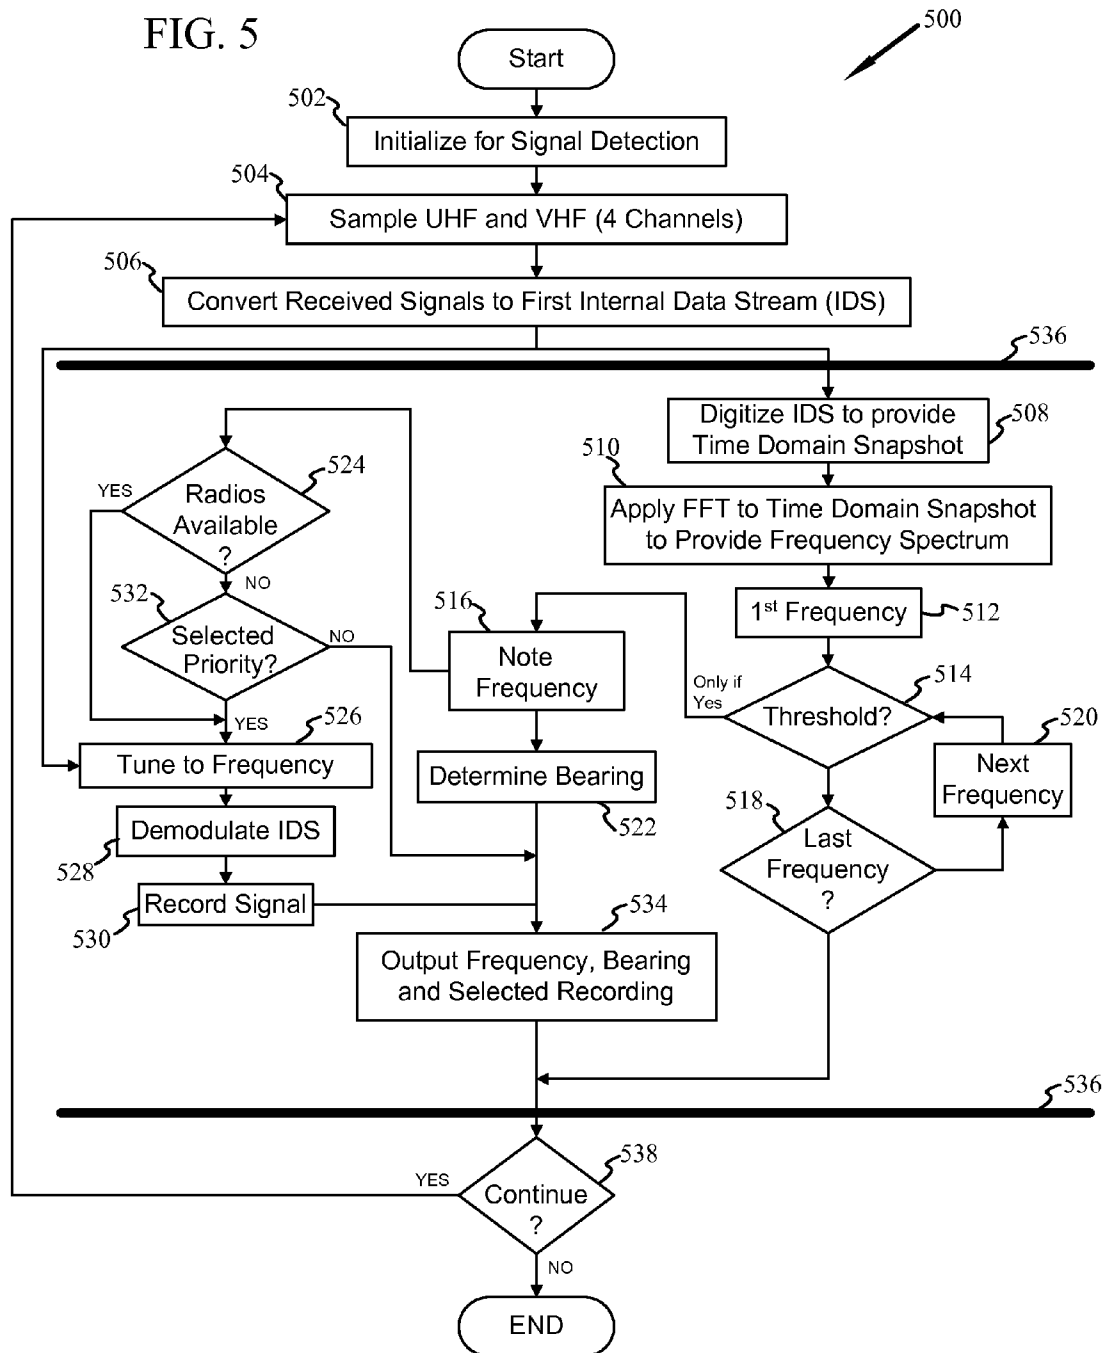 FIG. 5
500
Start
502
Initialize for Signal Detection
504
Sample UHF and VHF (4 Channels)
506
Convert Received Signals to First Internal Data Stream (IDS)
536
Digitize IDS to provide
Time Domain Snapshot
508
510
Apply FFT to Time Domain Snapshot
to Provide Frequency Spectrum
1st Frequency
512
524
YES
Radios
Available
?
NO
532
Selected
Priority?
NO
YES
516
Note
Frequency
Only if
Yes
514
Threshold?
520
Next
Frequency
526
Tune to Frequency
Determine Bearing
522
518
Last
Frequency
?
Demodulate IDS
528
Record Signal
530
534
Output Frequency, Bearing
and Selected Recording
536
538
YES
Continue
?
NO
END